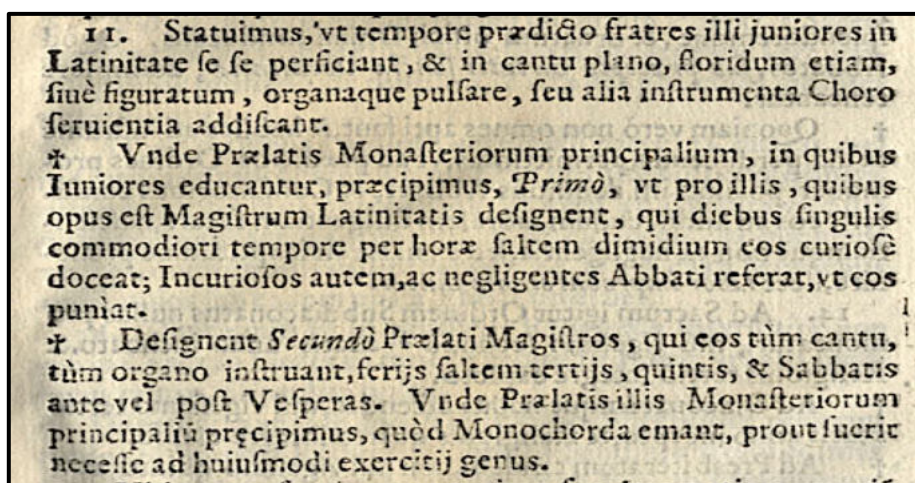 11. Statuimus, vt tempore prædicto fratres illi juniores in
Latinitate ſe ſe perficiant, & in cantu plano, floridum etiam,
ſiuè figuratum, organaque pulſare, ſeu alia inſtrumenta Choro
ſeruientia addiſcant.
✝ Vnde Prælatis Monaſteriorum principalium, in quibus
Iuniores educantur, præcipimus, Primò, vt pro illis, quibus
opus eſt Magiſtrum Latinitatis deſignent, qui diebus ſingulis
commodiori tempore per horæ ſaltem dimidium eos curioſè
doceat; Incurioſos autem, ac negligentes Abbati referat, vt eos
puniat.
✝ Deſignent Secundò Prælati Magiſtros, qui eos tùm cantu,
tùm organo inſtruant, ferijs ſaltem tertijs, quintis, & Sabbatis
ante vel poſt Veſperas. Vnde Prælatis illis Monaſteriorum
principaliũ pręcipimus, quòd Monochorda emant, prout fuerit
neceſſe ad huiuſmodi exercitij genus.